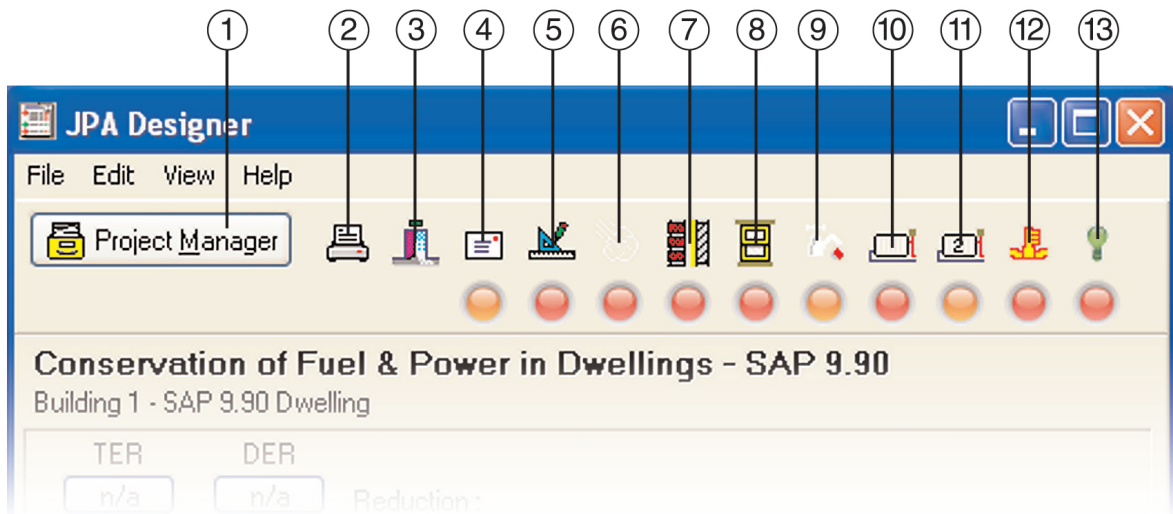 1 2 3 4 5 6 7 8 9 10 11 12 13
JPA Designer
File Edit View Help
Project Manager
2
Conservation of Fuel & Power in Dwellings - SAP 9.90
Building 1 - SAP 9.90 Dwelling
TER DER
n/a n/a Reduction :